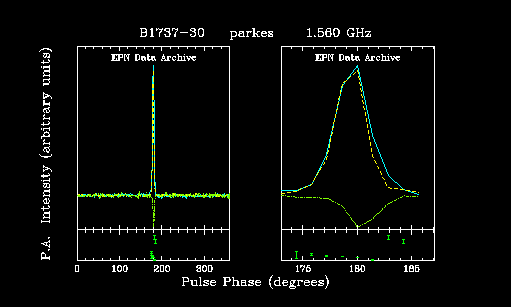 B1737-30 parkes 1.560 GHz
EPN Data Archive EPN Data Archive
P.A. Intensity (arbitrary units)
0 100 200 300 175 180 185
Pulse Phase (degrees)